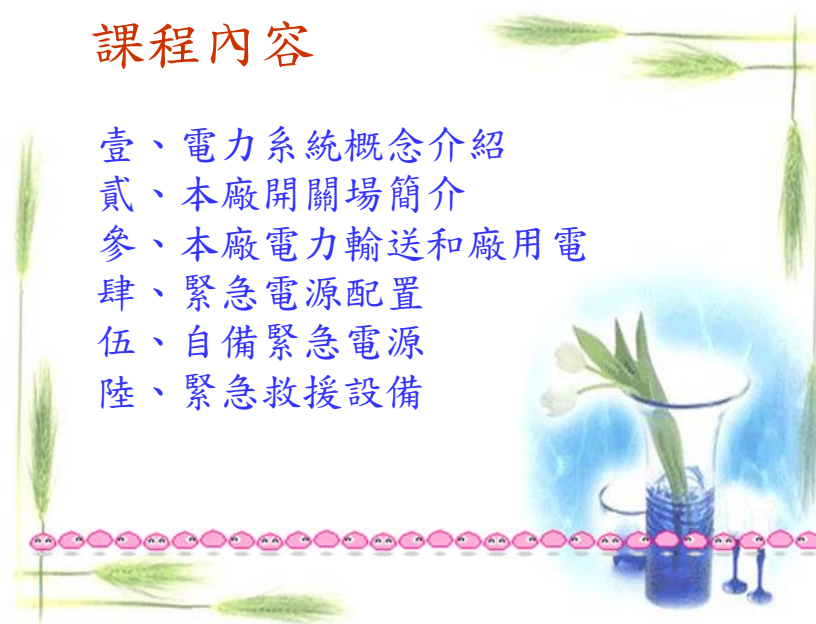 課程內容
壹、電力系統概念介紹
貳、本廠開關場簡介
參、本廠電力輸送和廠用電
肆、緊急電源配置
伍、自備緊急電源
陸、緊急救援設備